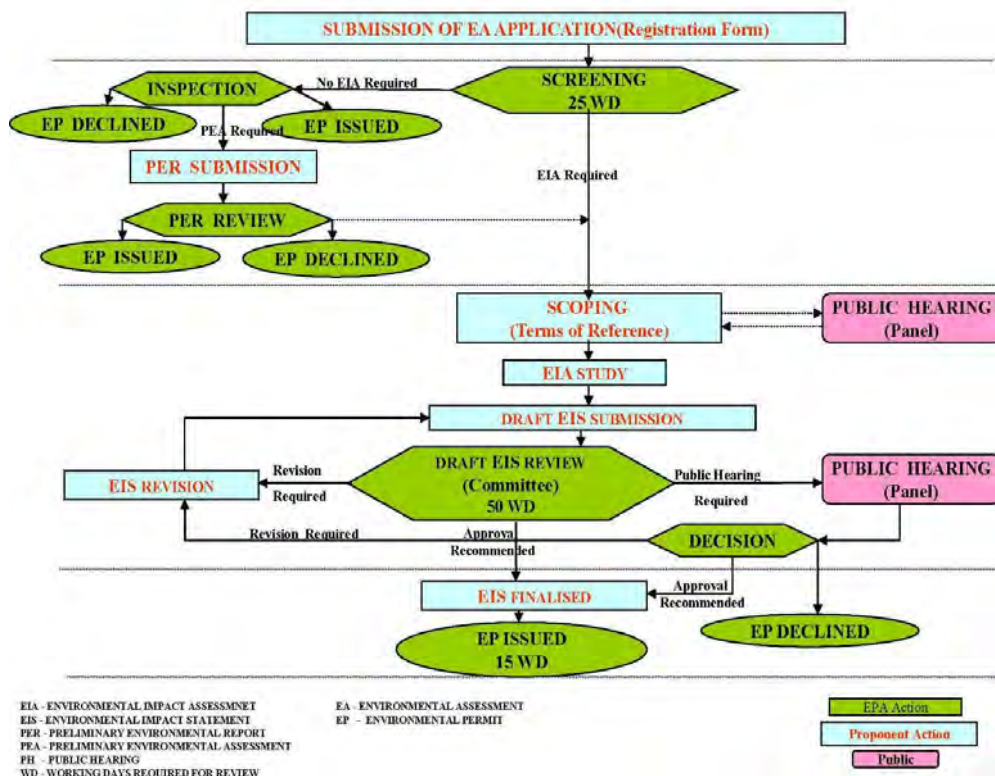 SUBMISSION OF EA APPLICATION(Registration Form)
No EIA Required
SCREENING
25 WD
INSPECTION
EP DECLINED
EP ISSUED
PEA Required
PER SUBMISSION
EIA Required
PER REVIEW
EP ISSUED
EP DECLINED
SCOPING
(Terms of Reference)
PUBLIC HEARING
(Panel)
EIA STUDY
DRAFT EIS SUBMISSION
EIS REVISION
Revision
Required
DRAFT EIS REVIEW
(Committee)
50 WD
Public Hearing
Required
PUBLIC HEARING
(Panel)
Revision Required
Approva
Recommended
DECISION
EIS FINALISED
Approval
Recommended
EP ISSUED
15 WD
EP DECLINED
EIA - ENVIRONMENTAL IMPACT ASSESSMNET
EIS - ENVIRONMENTAL IMPACT STATEMENT
PER - PRELIMINARY ENVIRONMENTAL REPORT
PEA - PRELIMINARY ENVIRONMENTAL ASSESSMENT
PH - PUBLIC HEARING
WD - WORKING DAYS REQUIRED FOR REVIEW
EA - ENVIRONMENTAL ASSESSMENT
EP - ENVIRONMENTAL PERMIT
EPA Action
Proponent Action
Public